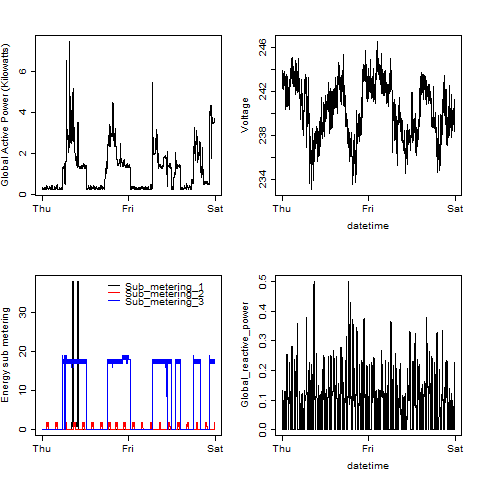 Global Active Power (Kilowatts)
0 2 4 6
Thu Fri Sat
Voltage
234 238 242 246
Thu Fri Sat
datetime
Energy sub metering
0 10 20 30
Sub_metering_1
Sub_metering_2
Sub_metering_3
Thu Fri Sat
Global_reactive_power
0.0 0.1 0.2 0.3 0.4 0.5
Thu Fri Sat
datetime